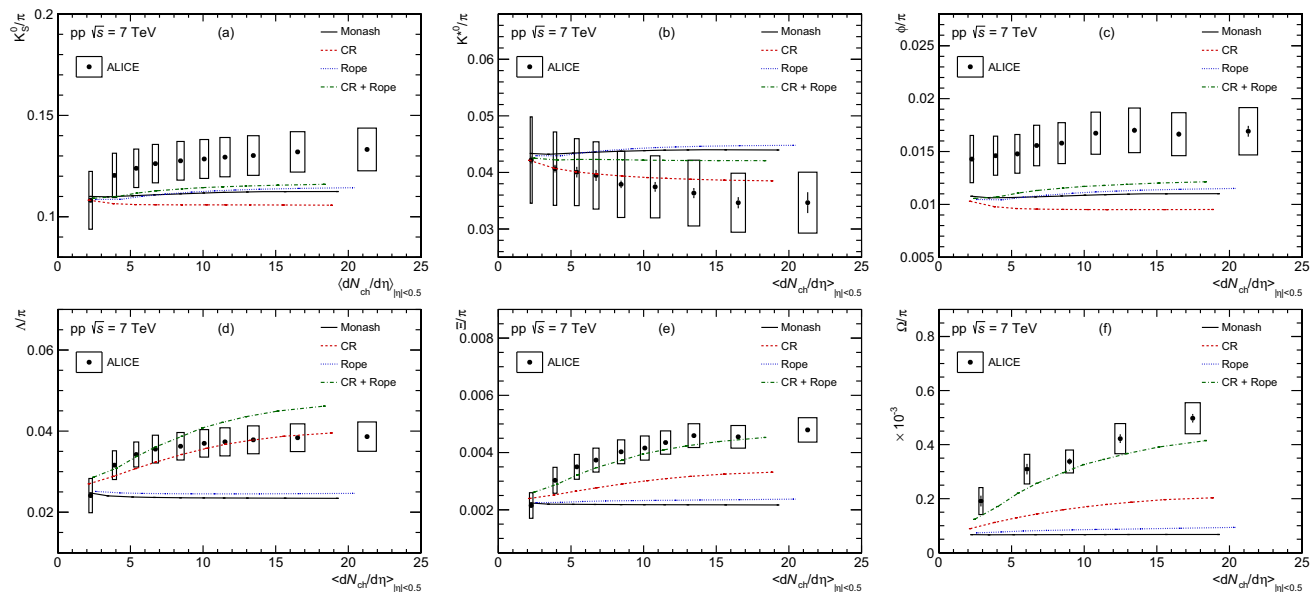 K⁰_S/π
pp √s = 7 TeV
(a)
Monash
CR
Rope
CR + Rope
ALICE
0.2
0.15
0.1
0 5 10 15 20 25
⟨dN_ch/dη⟩_|η|<0.5
K*⁰/π
pp √s = 7 TeV
(b)
Monash
CR
Rope
CR + Rope
ALICE
0.06
0.05
0.04
0.03
0 5 10 15 20 25
<dN_ch/dη>_|η|<0.5
ϕ/π
pp √s = 7 TeV
(c)
Monash
CR
Rope
CR + Rope
ALICE
0.025
0.02
0.015
0.01
0.005
0 5 10 15 20 25
<dN_ch/dη>_|η|<0.5
Λ/π
pp √s = 7 TeV
(d)
Monash
CR
Rope
CR + Rope
ALICE
0.06
0.04
0.02
0 5 10 15 20 25
<dN_ch/dη>_|η|<0.5
Ξ/π
pp √s = 7 TeV
(e)
Monash
CR
Rope
CR + Rope
ALICE
0.008
0.006
0.004
0.002
0 5 10 15 20 25
<dN_ch/dη>_|η|<0.5
Ω/π
× 10⁻³
pp √s = 7 TeV
(f)
Monash
CR
Rope
CR + Rope
ALICE
0.8
0.6
0.4
0.2
0
0 5 10 15 20 25
<dN_ch/dη>_|η|<0.5